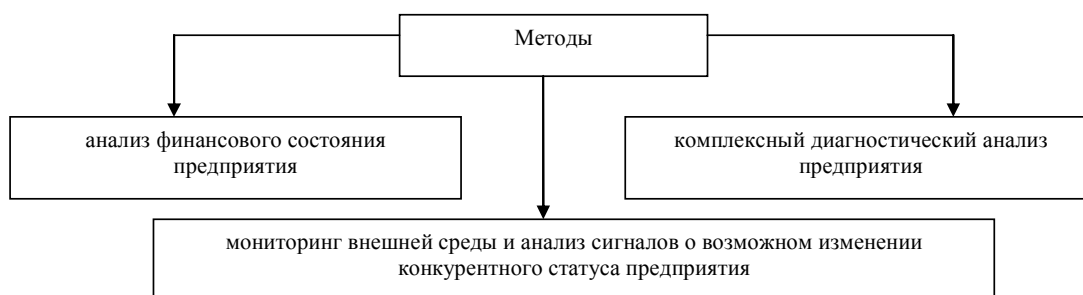 Методы
анализ финансового состояния
предприятия
комплексный диагностический анализ
предприятия
мониторинг внешней среды и анализ сигналов о возможном изменении
конкурентного статуса предприятия